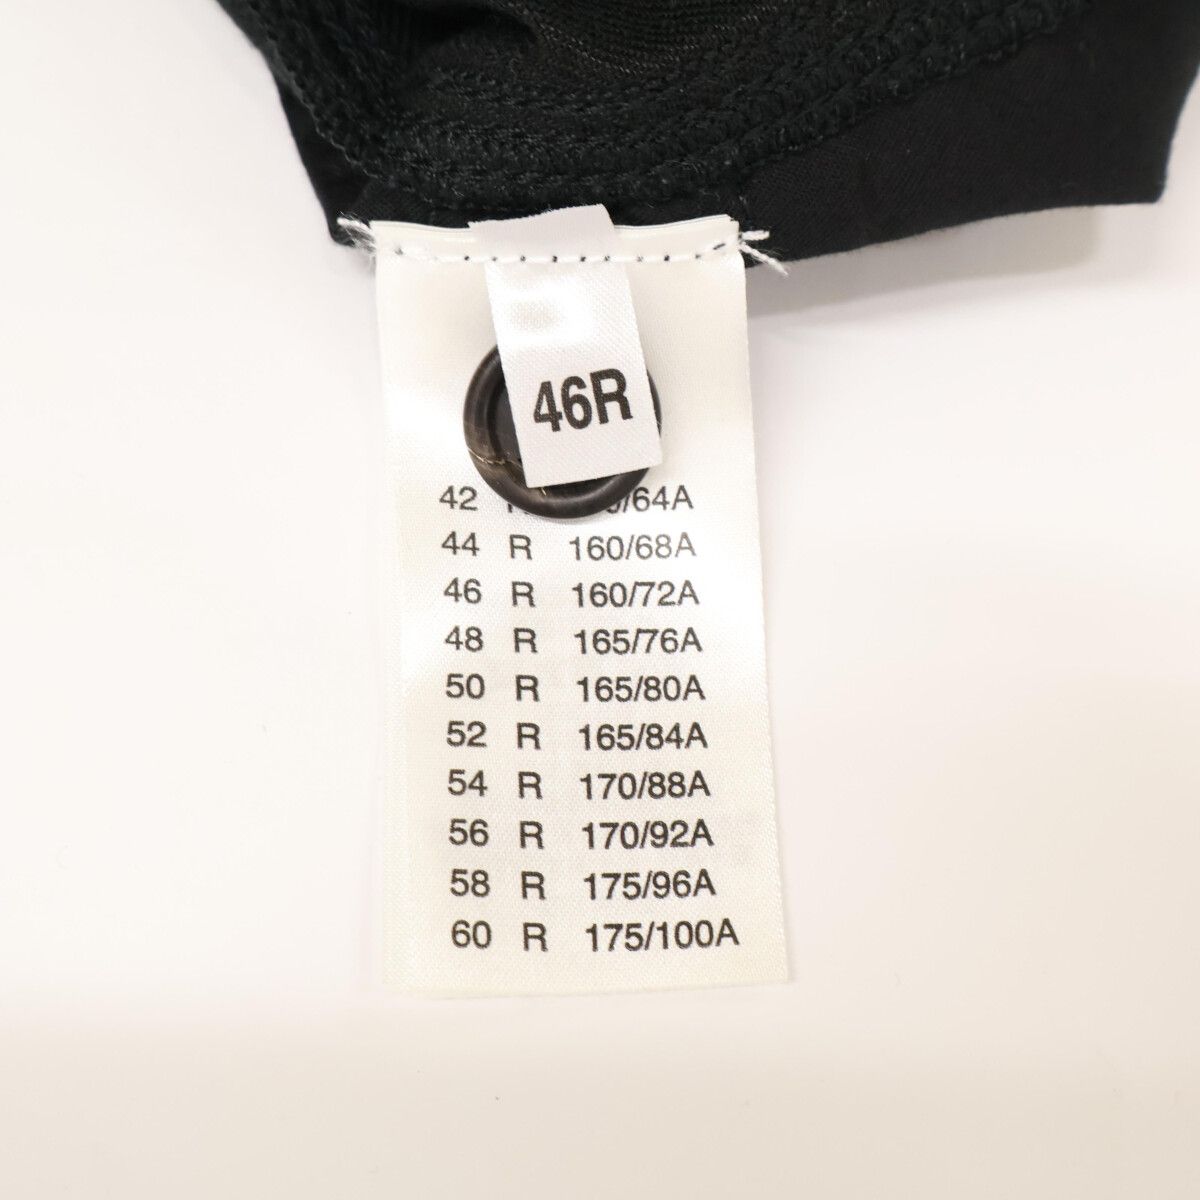 46R
42 /64A
44 R 160/68A
46 R 160/72A
48 R 165/76A
50 R 165/80A
52 R 165/84A
54 R 170/88A
56 R 170/92A
58 R 175/96A
60 R 175/100A